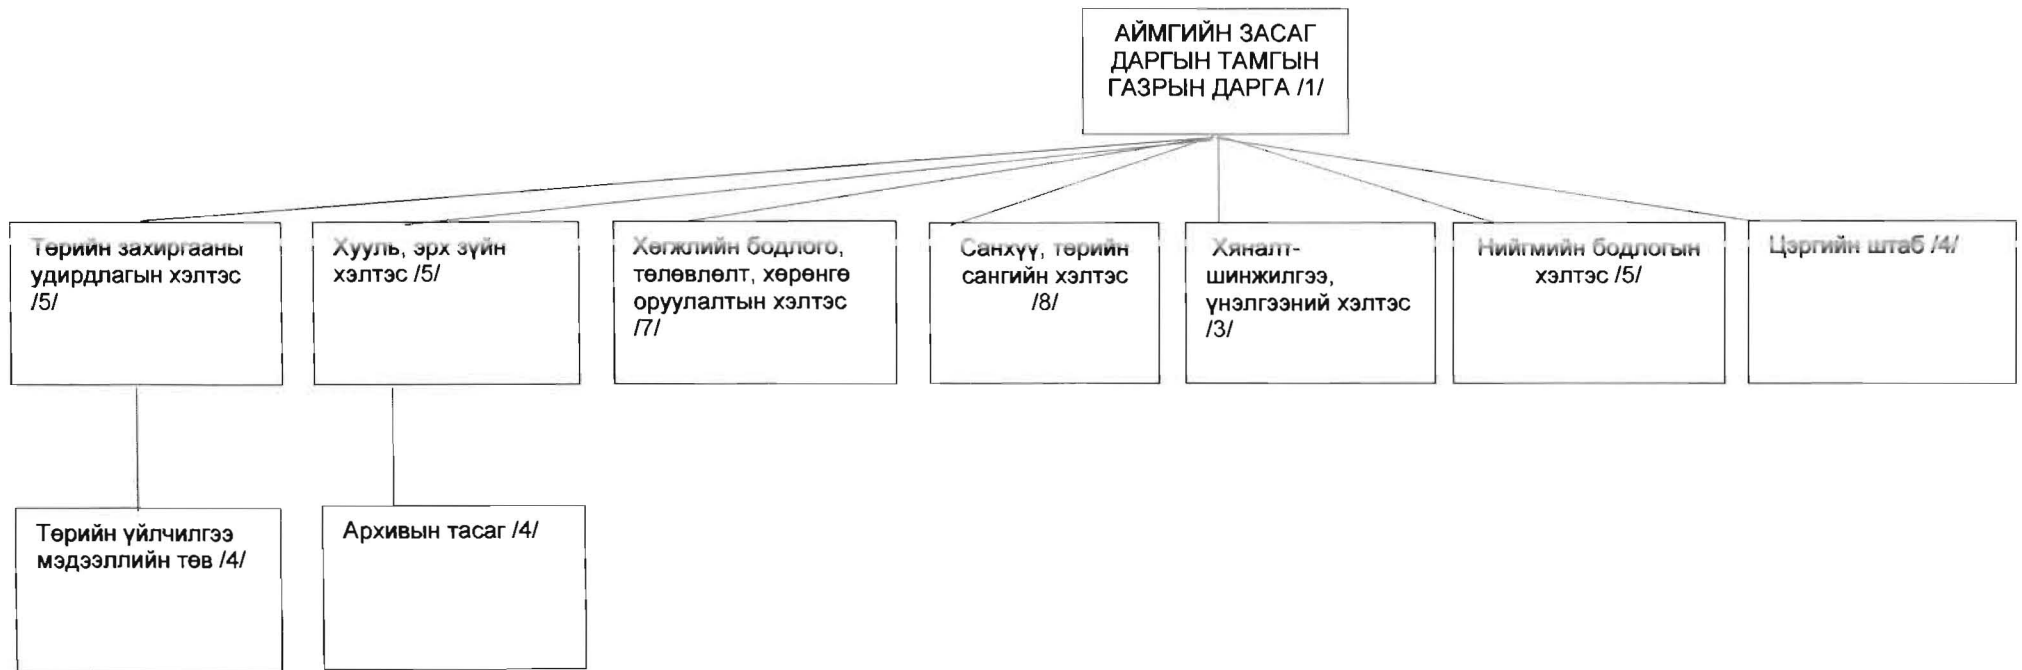 АЙМГИЙН ЗАСАГ
ДАРГЫН ТАМГЫН
ГАЗРЫН ДАРГА /1/
Төрийн захиргааны
удирдлагын хэлтэс
/5/
Хууль, эрх зүйн
хэлтэс /5/
Хөгжлийн бодлого,
төлөвлөлт, хөрөнгө
оруулалтын хэлтэс
/7/
Санхүү, төрийн
сангийн хэлтэс
/8/
Хяналт-
шинжилгээ,
үнэлгээний хэлтэс
/3/
Нийгмийн бодлогын
хэлтэс /5/
Цэргийн штаб /4/
Төрийн үйлчилгээ
мэдээллийн төв /4/
Архивын тасаг /4/